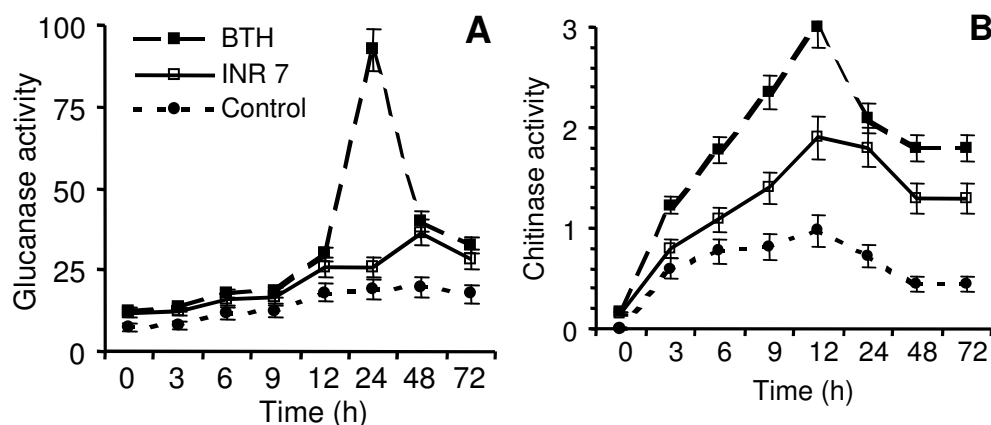 A
Glucanase activity
100
75
50
25
0
BTH
INR 7
Control
0 3 6 9 12 24 48 72
Time (h)
B
Chitinase activity
3
2
1
0
0 3 6 9 12 24 48 72
Time (h)